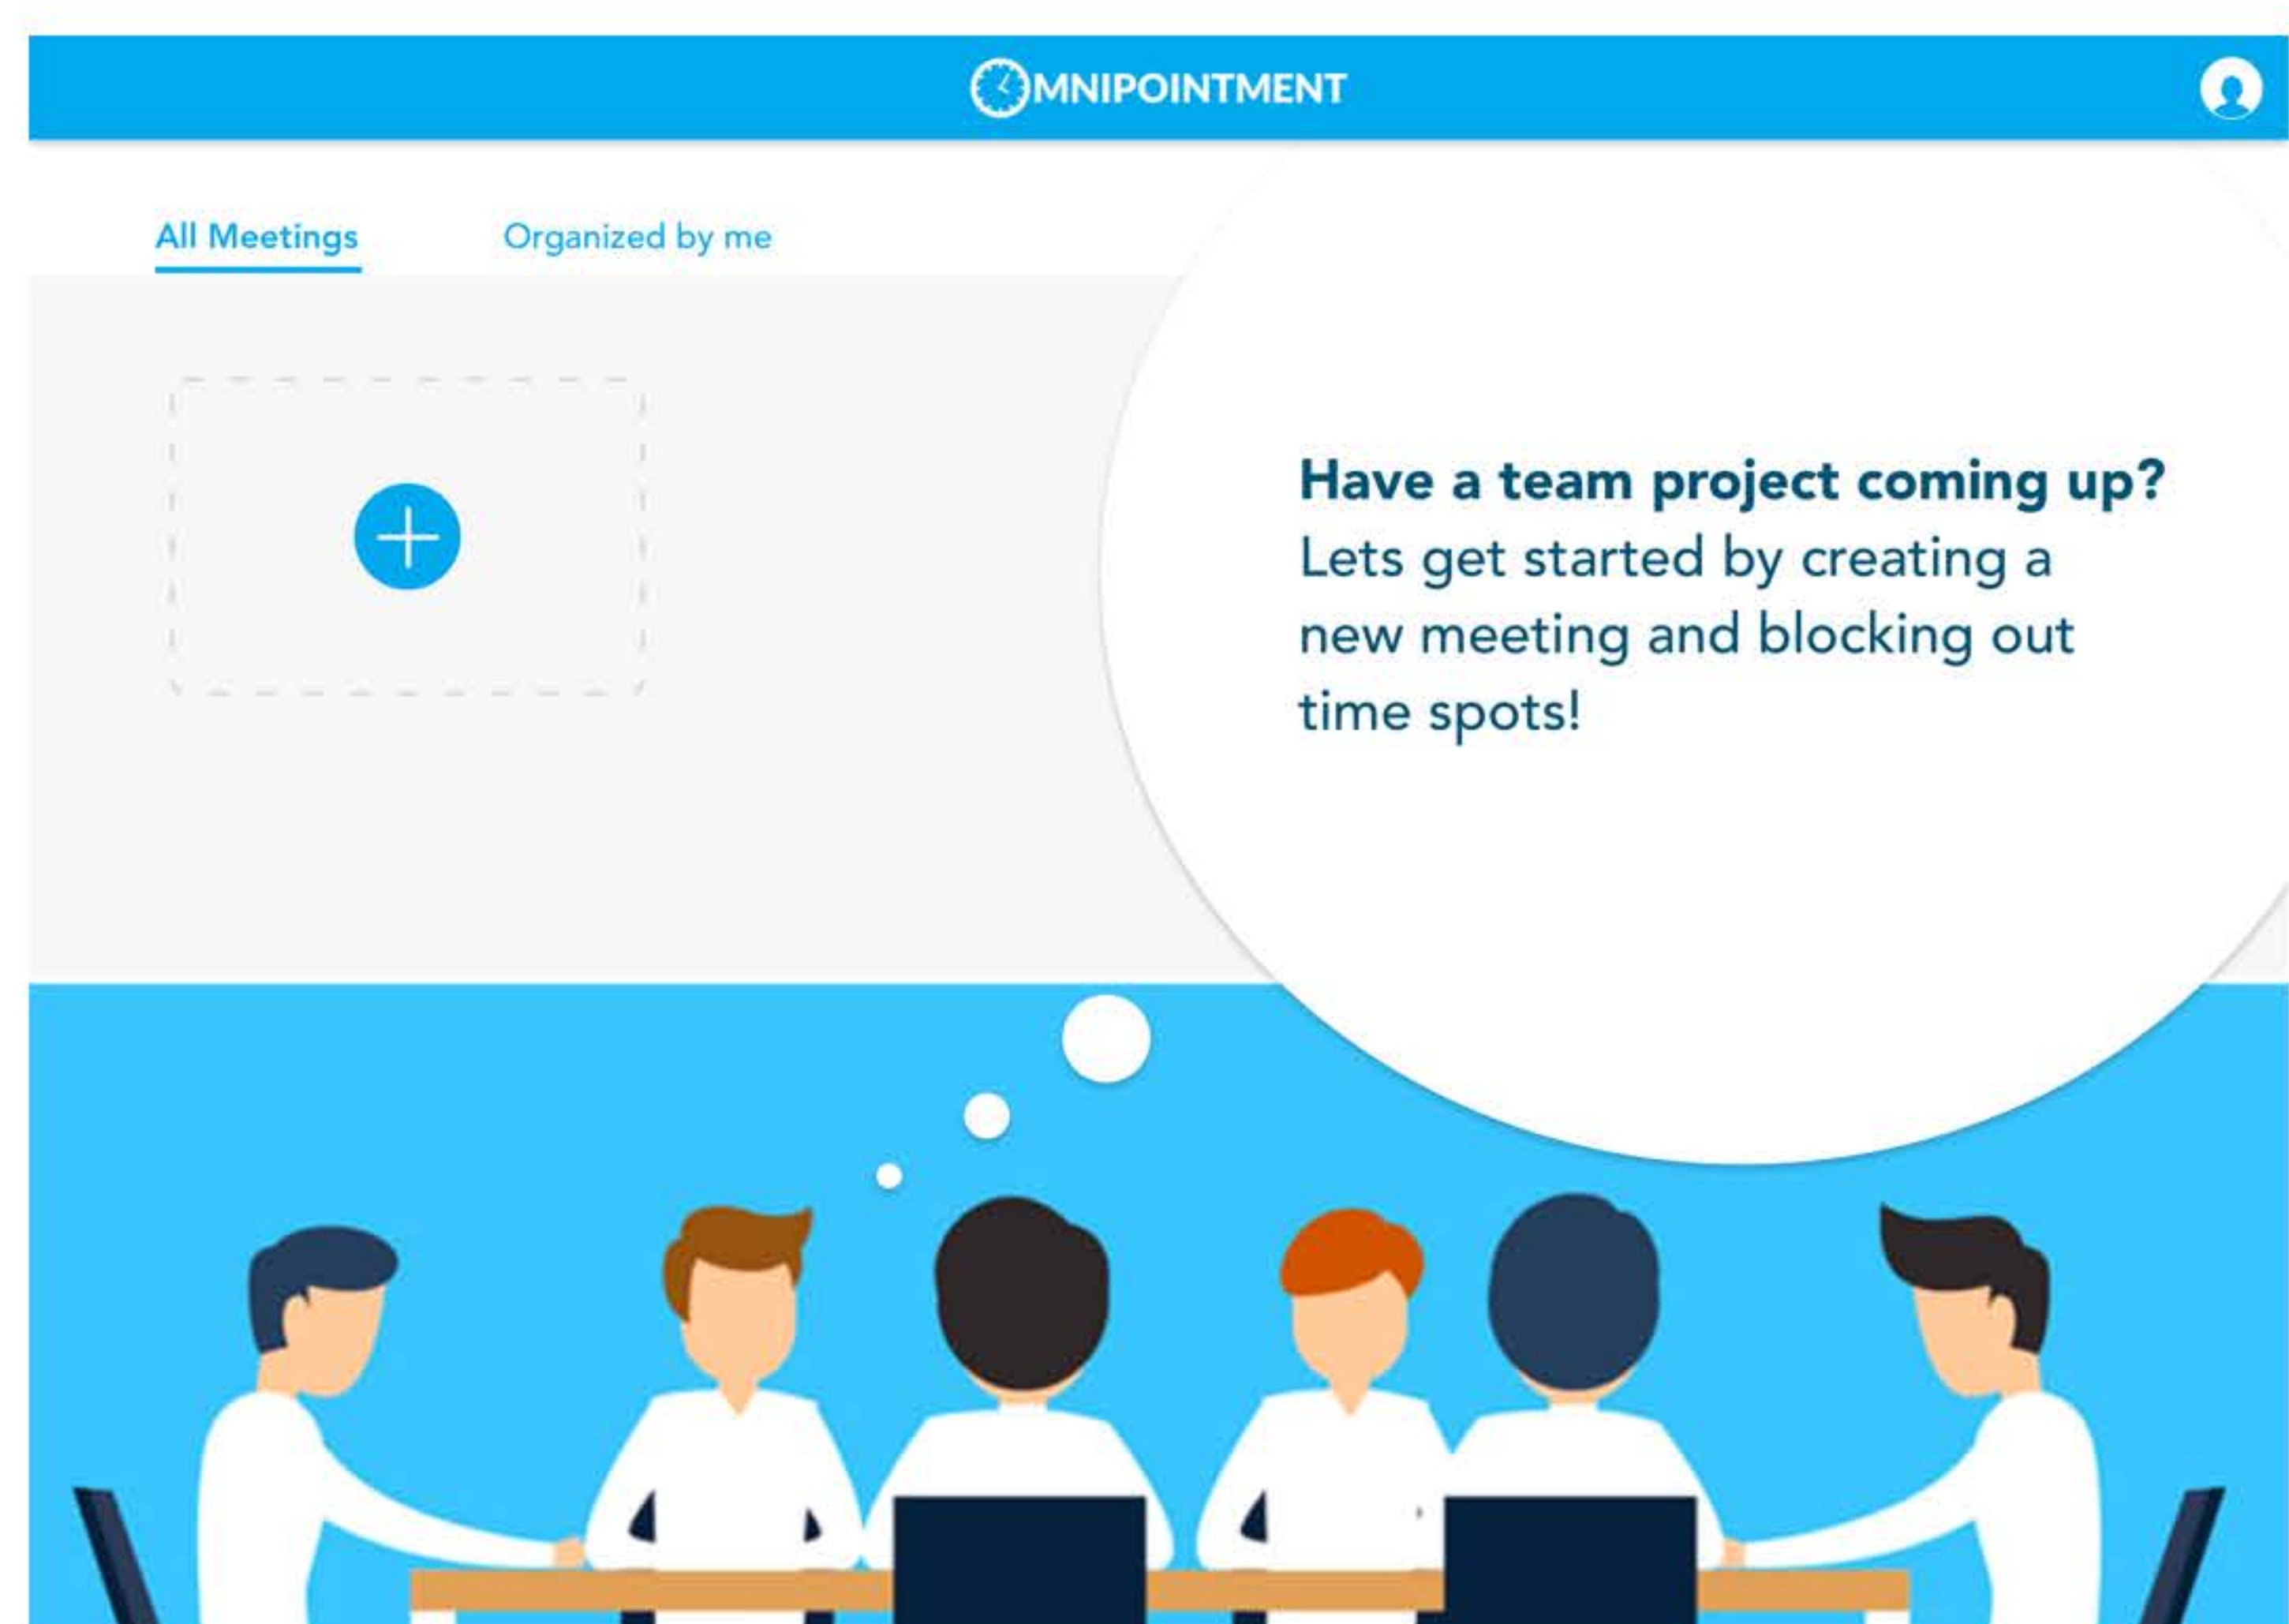 OMNIPOINTMENT
All Meetings
Organized by me
Have a team project coming up?
Lets get started by creating a
new meeting and blocking out
time spots!